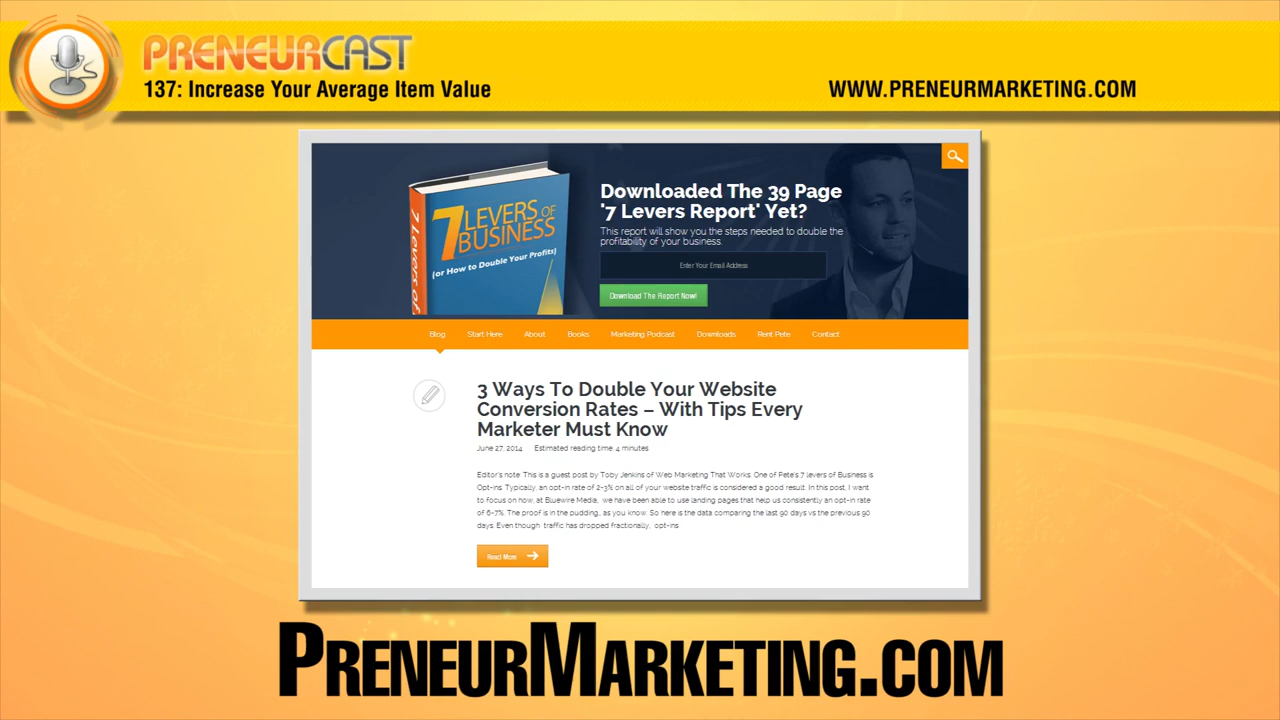 PRENEURCAST
137: Increase Your Average Item Value
WWW.PRENEURMARKETING.COM
7 Levers of
7 LEVERS OF
BUSINESS
(or How to Double Your Profits)
Downloaded The 39 Page
'7 Levers Report' Yet?
This report will show you the steps needed to double the
profitability of your business.
Enter Your Email Address
Download The Report Now!
Blog Start Here About Books Marketing Podcast Downloads Rent Pete Contact
3 Ways To Double Your Website
Conversion Rates – With Tips Every
Marketer Must Know
June 27, 2014 Estimated reading time: 4 minutes
Editor's note: This is a guest post by Toby Jenkins of Web Marketing That Works. One of Pete's 7 levers of Business is
Opt-ins. Typically, an opt-in rate of 2-3% on all of your website traffic is considered a good result. In this post, I want
to focus on how, at Bluewire Media, we have been able to use landing pages that help us consistently an opt-in rate
of 6-7%. The proof is in the pudding… as you know. So here is the data comparing the last 90 days vs the previous 90
days: Even though traffic has dropped fractionally, opt-ins
Read More
PRENEURMARKETING.COM